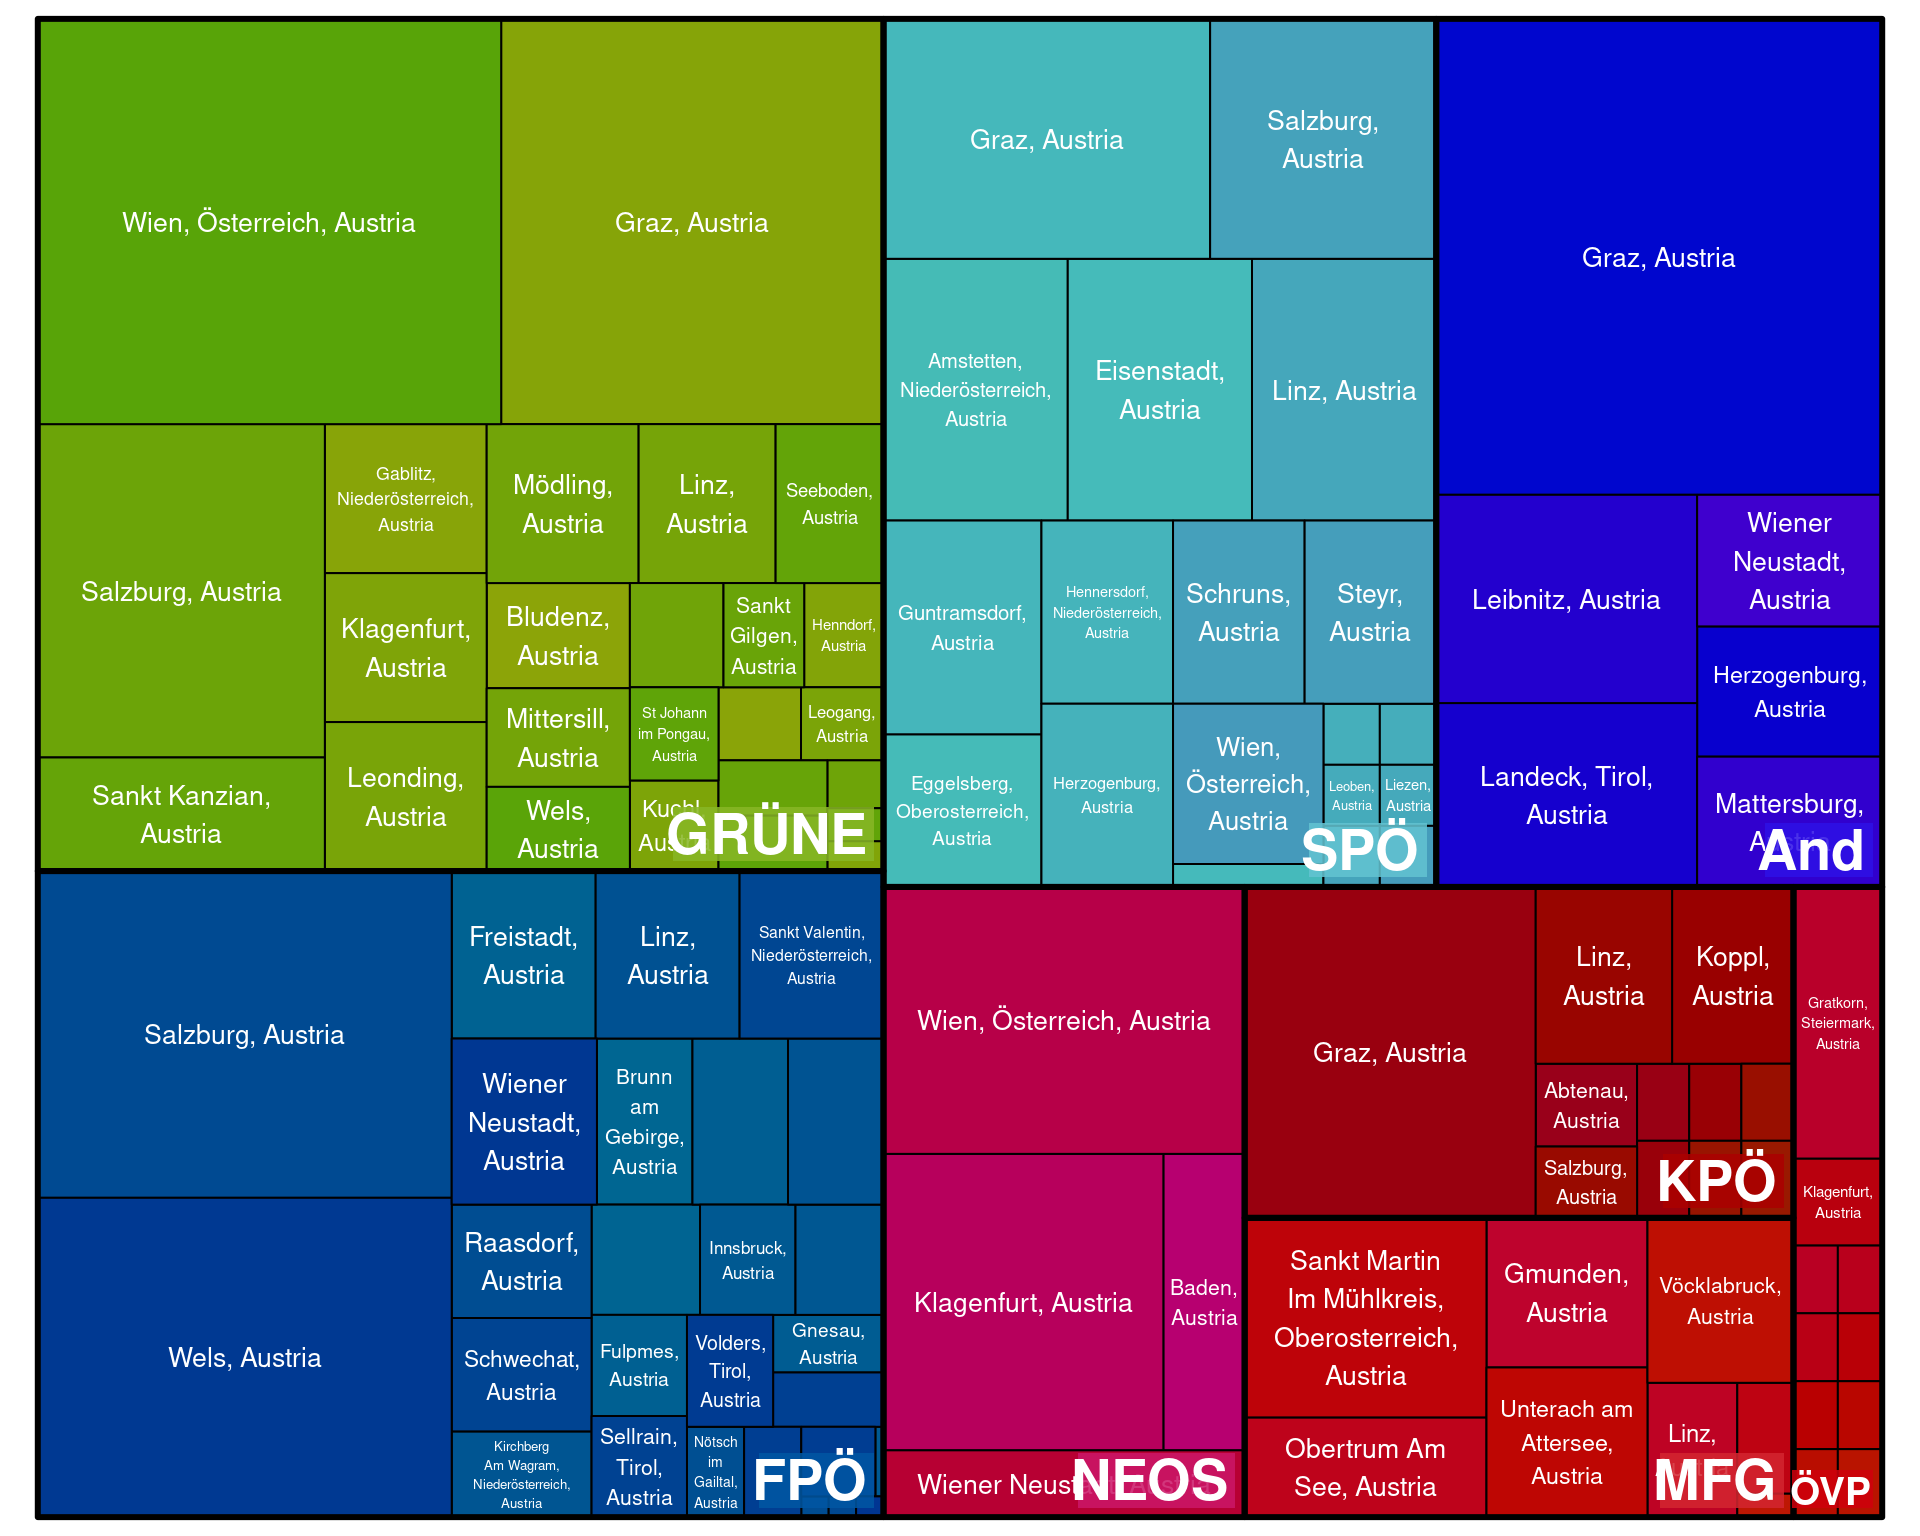 Wien, Österreich, Austria
Graz, Austria
Salzburg, Austria
Sankt Kanzian,
Austria
Gablitz,
Niederösterreich,
Austria
Klagenfurt,
Austria
Leonding,
Austria
Mödling,
Austria
Linz,
Austria
Seeboden,
Austria
Bludenz,
Austria
Sankt
Gilgen,
Austria
Henndorf,
Austria
Mittersill,
Austria
St Johann
im Pongau,
Austria
Leogang,
Austria
Wels,
Austria
Kuchl,
Austria
GRÜNE
Graz, Austria
Salzburg,
Austria
Amstetten,
Niederösterreich,
Austria
Eisenstadt,
Austria
Linz, Austria
Guntramsdorf,
Austria
Hennersdorf,
Niederösterreich,
Austria
Schruns,
Austria
Steyr,
Austria
Eggelsberg,
Oberosterreich,
Austria
Herzogenburg,
Austria
Wien,
Österreich,
Austria
Leoben,
Austria
Liezen,
Austria
SPÖ
Graz, Austria
Leibnitz, Austria
Wiener
Neustadt,
Austria
Herzogenburg,
Austria
Landeck, Tirol,
Austria
Mattersburg,
Austria
And
Salzburg, Austria
Wels, Austria
Freistadt,
Austria
Linz,
Austria
Sankt Valentin,
Niederösterreich,
Austria
Wiener
Neustadt,
Austria
Brunn
am
Gebirge,
Austria
Raasdorf,
Austria
Innsbruck,
Austria
Schwechat,
Austria
Fulpmes,
Austria
Volders,
Tirol,
Austria
Gnesau,
Austria
Kirchberg
Am Wagram,
Niederösterreich,
Austria
Sellrain,
Tirol,
Austria
Nötsch
im
Gailtal,
Austria
FPÖ
Wien, Österreich, Austria
Klagenfurt, Austria
Baden,
Austria
Wiener Neustadt, Austria
NEOS
Graz, Austria
Linz,
Austria
Koppl,
Austria
Abtenau,
Austria
Salzburg,
Austria
KPÖ
Sankt Martin
Im Mühlkreis,
Oberosterreich,
Austria
Gmunden,
Austria
Vöcklabruck,
Austria
Obertrum Am
See, Austria
Unterach am
Attersee,
Austria
Linz,
Austria
MFG
Gratkorn,
Steiermark,
Austria
Klagenfurt,
Austria
ÖVP